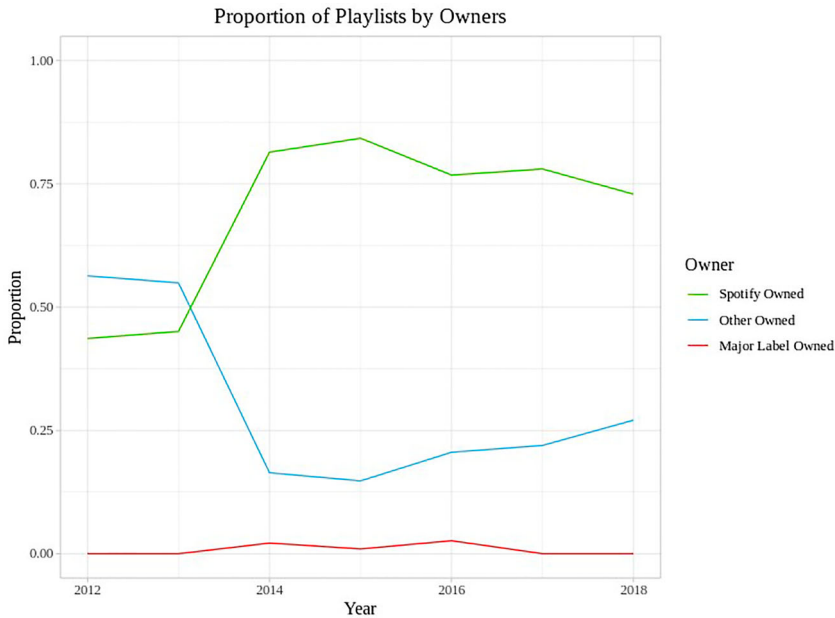 Proportion of Playlists by Owners
1.00
0.75
0.50
0.25
0.00
Proportion
2012
2014
2016
2018
Year
Owner
Spotify Owned
Other Owned
Major Label Owned